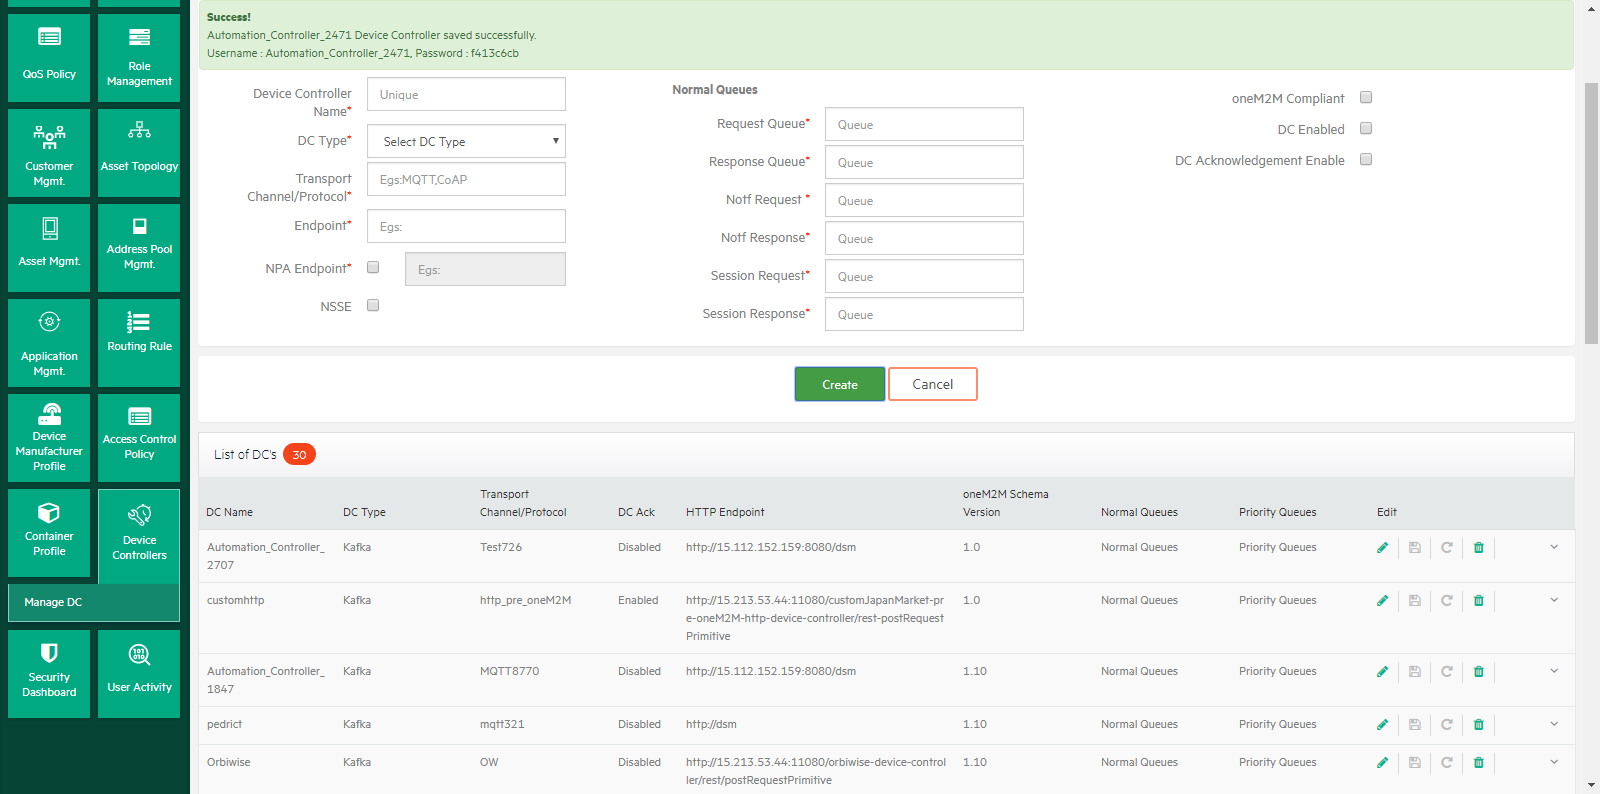 Success!
Automation_Controller_2471 Device Controller saved successfully.
Username : Automation_Controller_2471, Password : f413c6cb
QoS Policy
Role
Management
Customer
Mgmt.
Asset Topology
Asset Mgmt.
Address Pool
Mgmt.
Application
Mgmt.
Routing Rule
Device
Manufacturer
Profile
Access Control
Policy
Container
Profile
Device
Controllers
Manage DC
Security
Dashboard
User Activity
Device Controller
Name*
Unique
DC Type*
Select DC Type
Transport
Channel/Protocol*
Egs:MQTT,CoAP
Endpoint*
Egs:
NPA Endpoint*
Egs:
NSSE
Normal Queues
Request Queue*
Queue
Response Queue*
Queue
Notf Request *
Queue
Notf Response*
Queue
Session Request*
Queue
Session Response*
Queue
oneM2M Compliant
DC Enabled
DC Acknowledgement Enable
Create
Cancel
List of DC's 30
DC Name
DC Type
Transport
Channel/Protocol
DC Ack
HTTP Endpoint
oneM2M Schema
Version
Normal Queues
Priority Queues
Edit
Automation_Controller_
2707
Kafka
Test726
Disabled
http://15.112.152.159:8080/dsm
1.0
Normal Queues
Priority Queues
customhttp
Kafka
http_pre_oneM2M
Enabled
http://15.213.53.44:11080/customJapanMarket-pr
e-oneM2M-http-device-controller/rest-postRequest
Primitive
1.0
Normal Queues
Priority Queues
Automation_Controller_
1847
Kafka
MQTT8770
Disabled
http://15.112.152.159:8080/dsm
1.10
Normal Queues
Priority Queues
pedrict
Kafka
mqtt321
Disabled
http://dsm
1.10
Normal Queues
Priority Queues
Orbiwise
Kafka
OW
Disabled
http://15.213.53.44:11080/orbiwise-device-contro
ller/rest/postRequestPrimitive
1.10
Normal Queues
Priority Queues